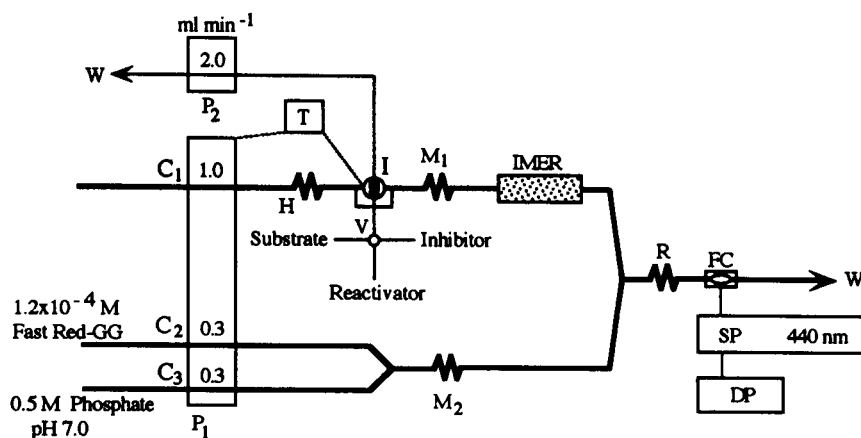 ml min -1
2.0
W
P2
T
C1
1.0
H
I
M1
IMER
V
Substrate
Inhibitor
Reactivator
R
FC
W
1.2x10 -4 M
Fast Red-GG
C2
0.3
SP 440 nm
C3
0.3
M2
DP
0.5 M Phosphate
pH 7.0
P1